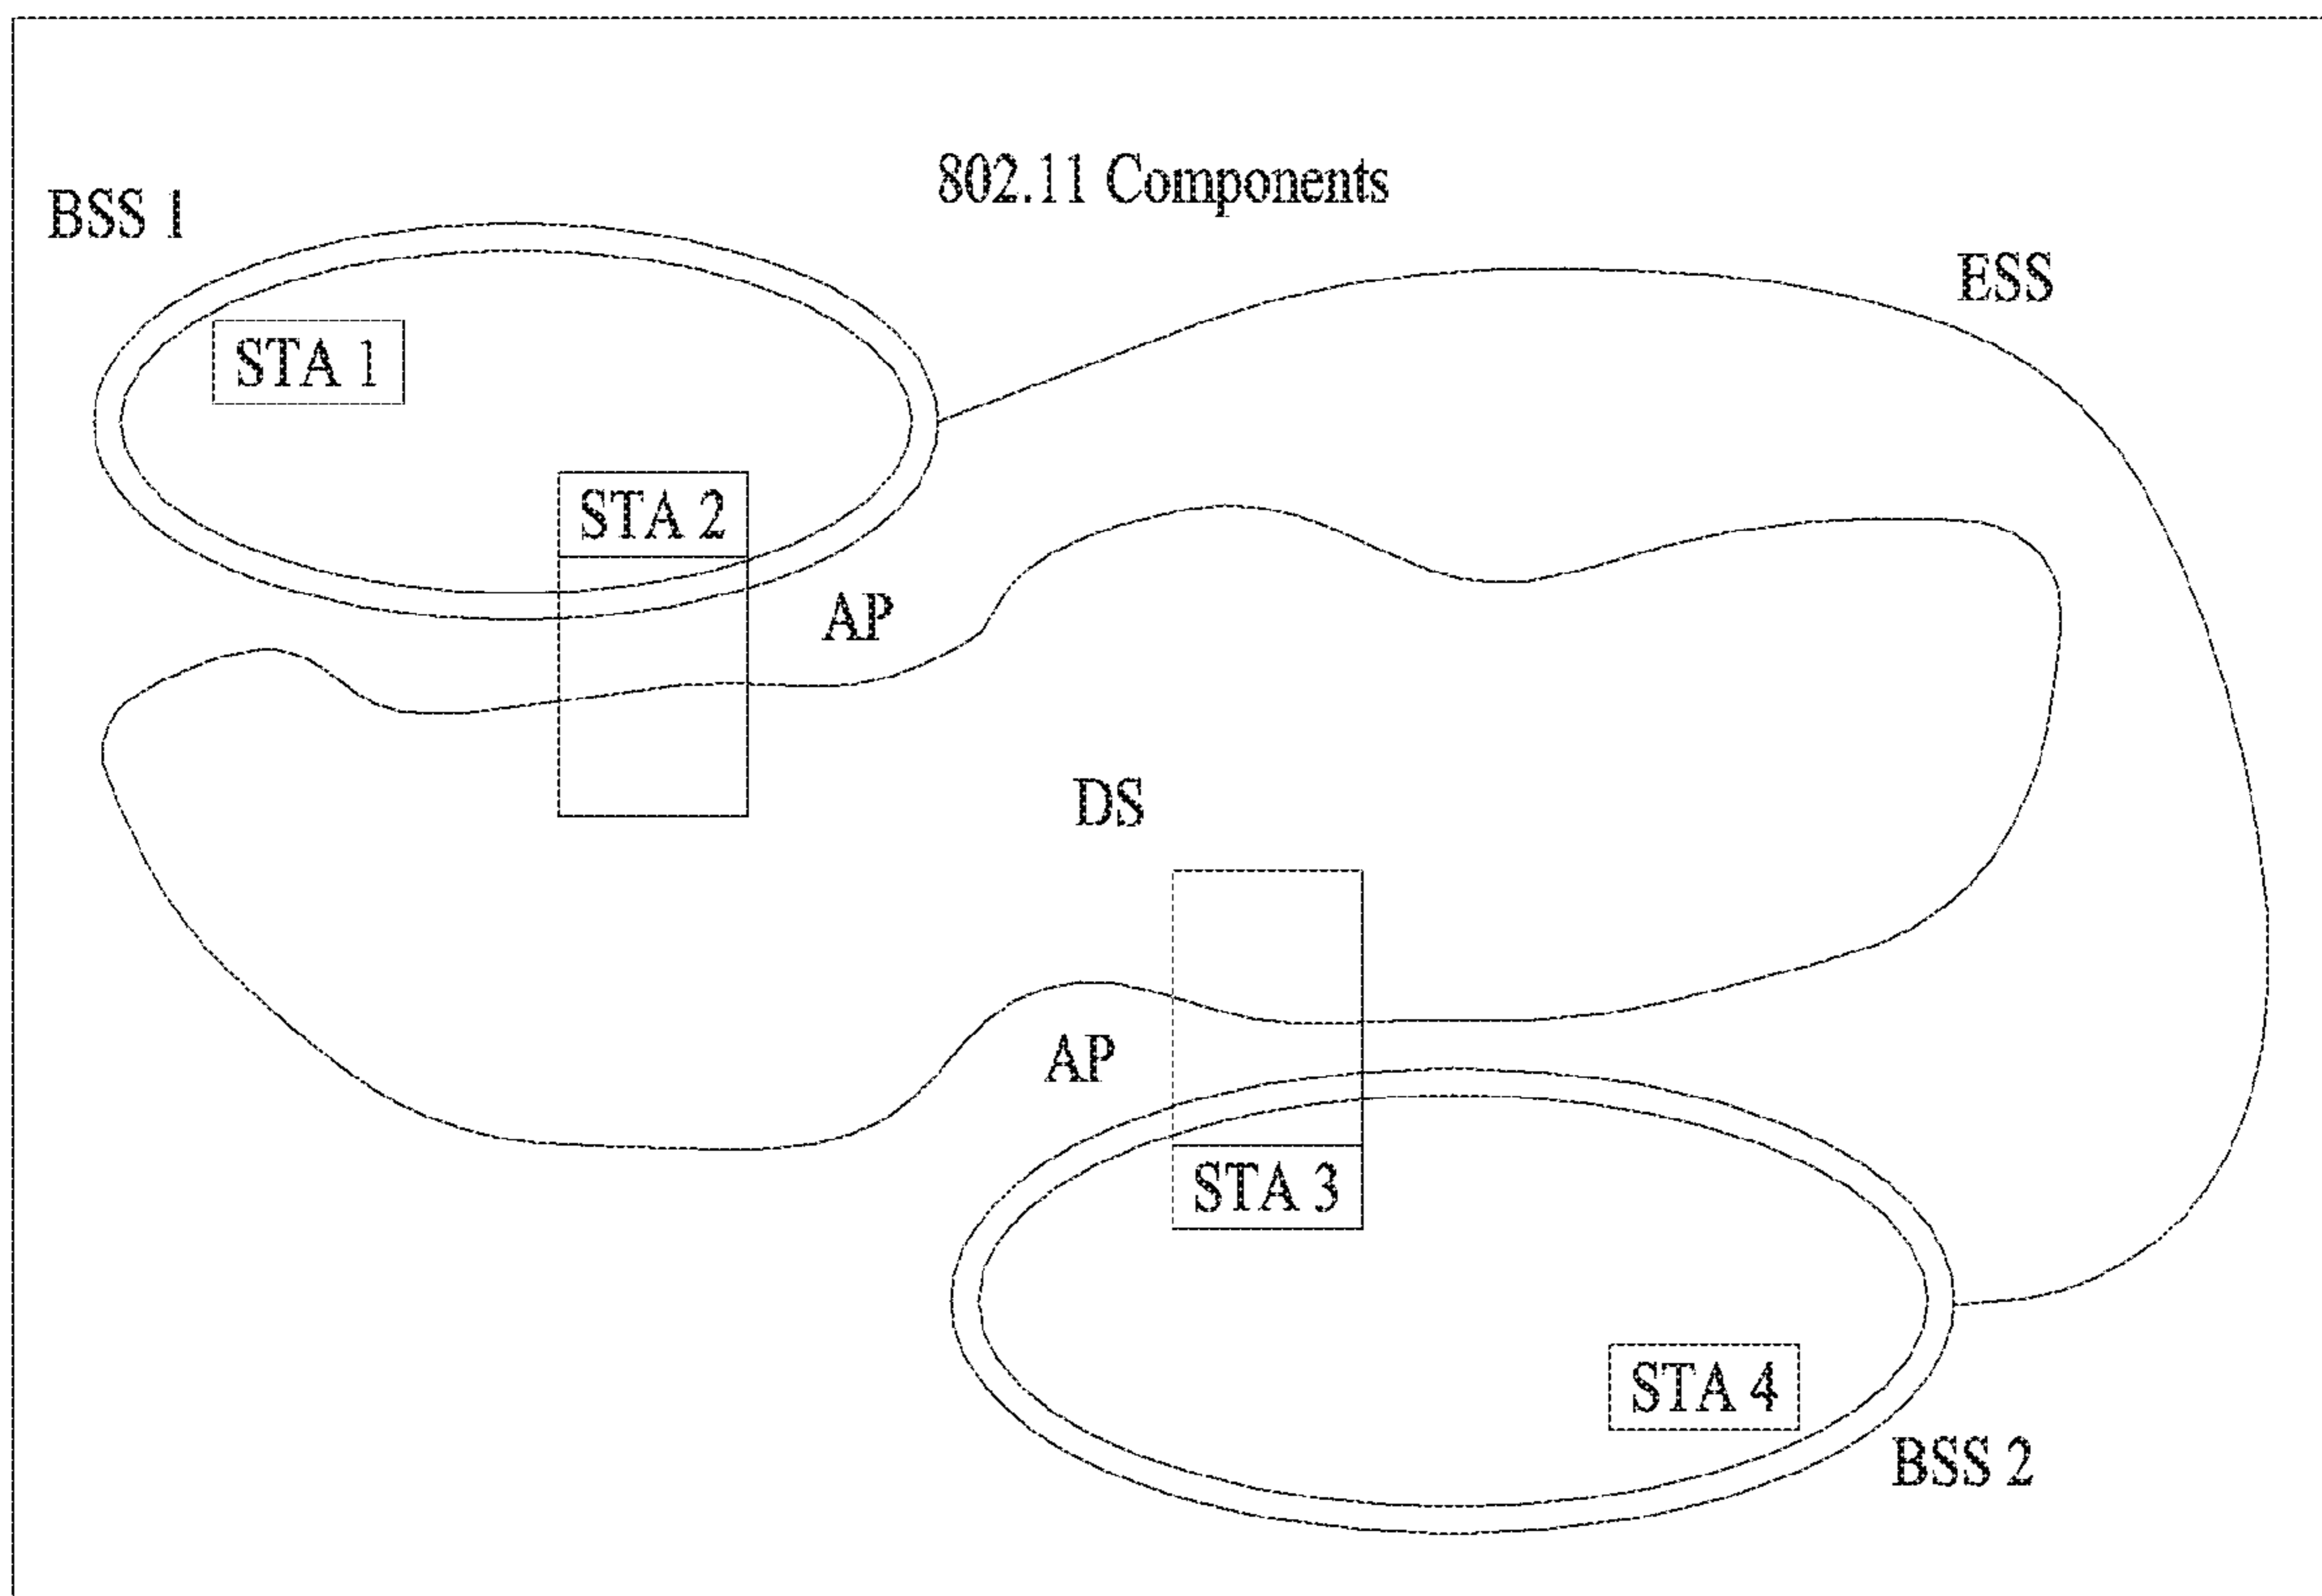 802.11 Components
BSS 1
ESS
STA 1
STA 2
AP
DS
AP
STA 3
STA 4
BSS 2